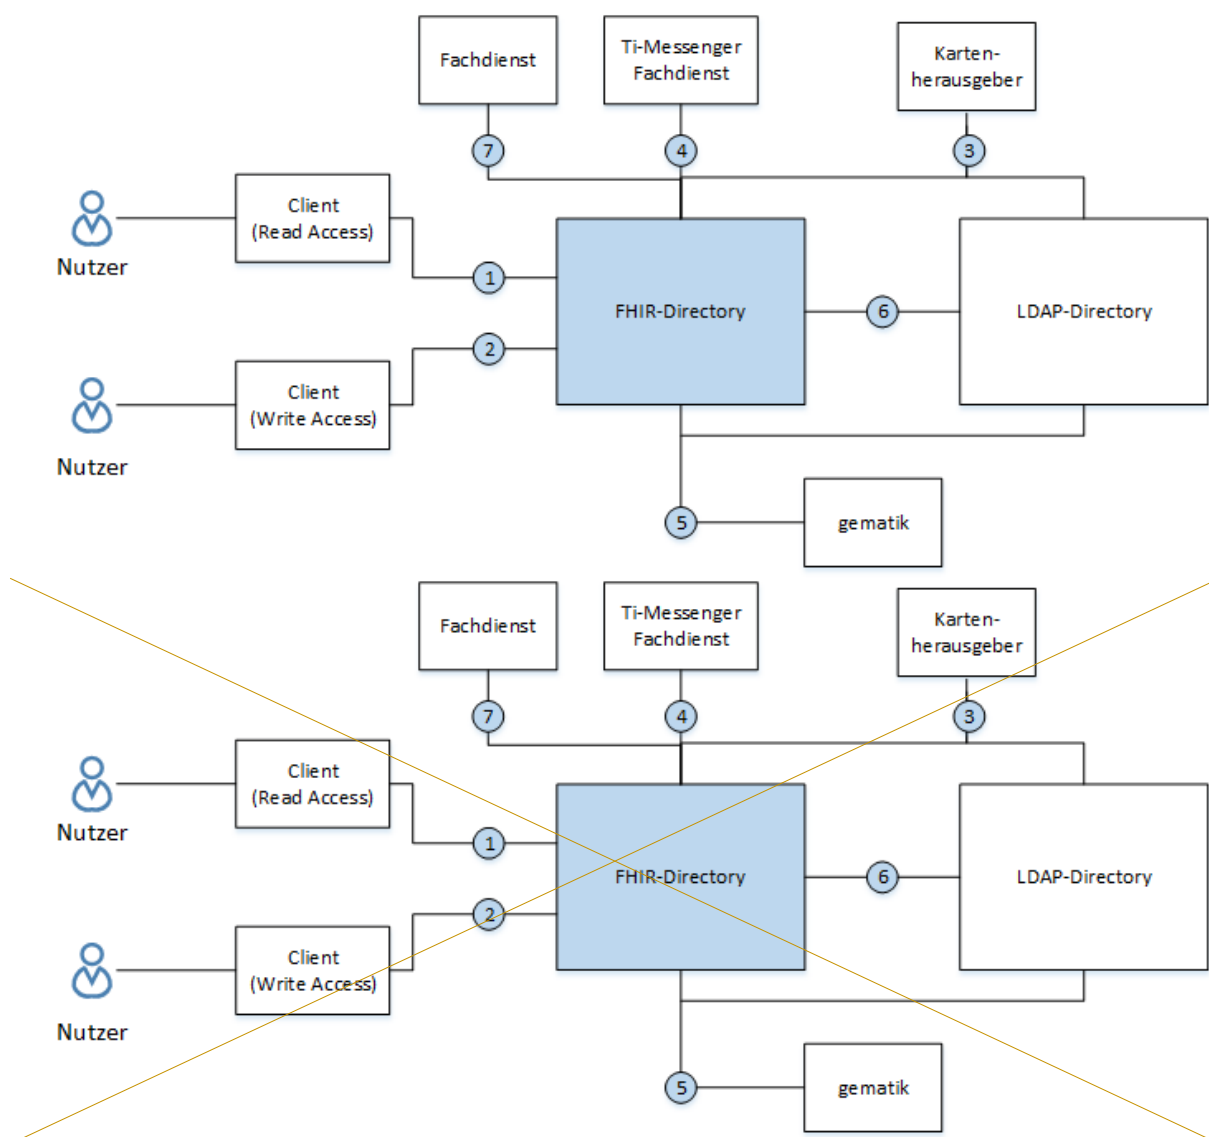 Fachdienst
Ti-Messenger
Fachdienst
Karten-
herausgeber
7
4
3
Client
(Read Access)
Nutzer
1
FHIR-Directory
6
LDAP-Directory
2
Client
(Write Access)
Nutzer
5
gematik
Fachdienst
Ti-Messenger
Fachdienst
Karten-
herausgeber
7
4
3
Client
(Read Access)
Nutzer
1
FHIR-Directory
6
LDAP-Directory
2
Client
(Write Access)
Nutzer
5
gematik